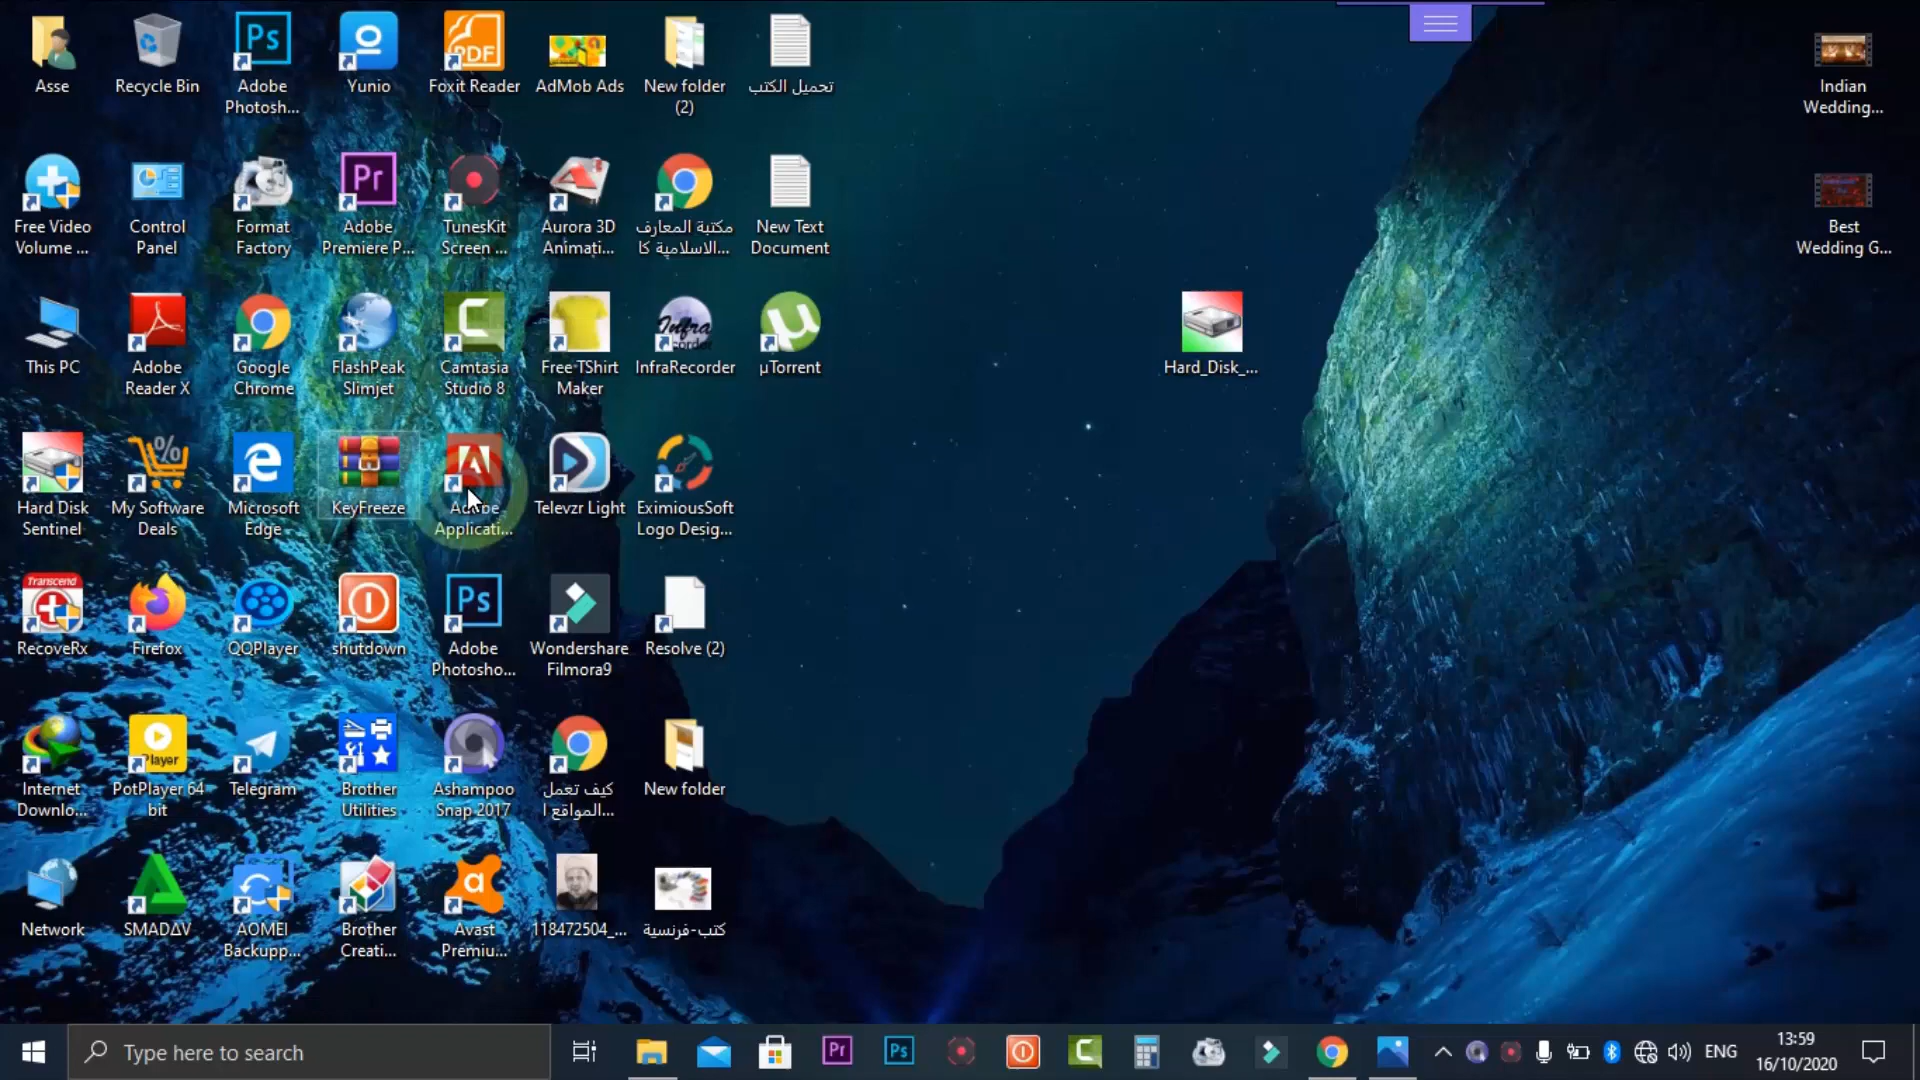 Asse
Recycle Bin
Adobe
Photosh...
Yunio
Foxit Reader
AdMob Ads
New folder
(2)
تحميل الكتب
Indian
Wedding...
Free Video
Volume ...
Control
Panel
Format
Factory
Adobe
Premiere P...
TunesKit
Screen ...
Aurora 3D
Animati...
مكتبة المعارف
الاسلامية كا...
New Text
Document
Best
Wedding G...
This PC
Adobe
Reader X
Google
Chrome
FlashPeak
Slimjet
Camtasia
Studio 8
Free TShirt
Maker
InfraRecorder
µTorrent
Hard_Disk_...
Hard Disk
Sentinel
My Software
Deals
Microsoft
Edge
KeyFreeze
Adobe
Applicati...
Televzr Light
EximiousSoft
Logo Desig...
RecoveRx
Firefox
QQPlayer
shutdown
Adobe
Photosho...
Wondershare
Filmora9
Resolve (2)
Internet
Downlo...
PotPlayer 64
bit
Telegram
Brother
Utilities
Ashampoo
Snap 2017
كيف تعمل
المواقع ا...
New folder
Network
SMADΔV
AOMEI
Backupp...
Brother
Creati...
Avast
Premiu...
118472504_...
كتب-فرنسية
Type here to search
ENG
13:59
16/10/2020